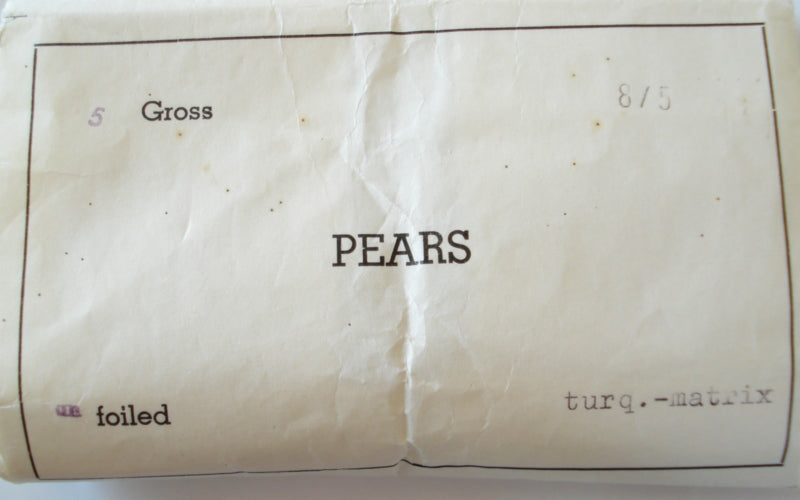 5 Gross 8/5
PEARS
foiled turq.-matrix